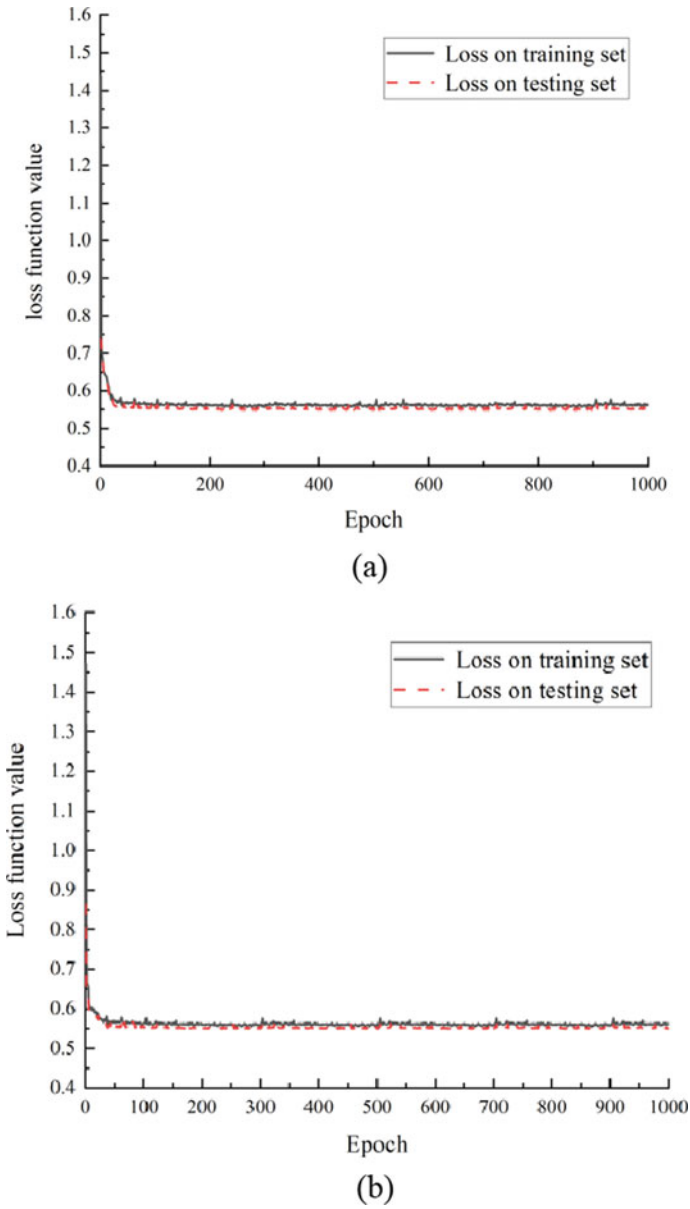 1.6
1.5
1.4
1.3
1.2
1.1
1.0
0.9
0.8
0.7
0.6
0.5
0.4
loss function value
Loss on training set
Loss on testing set
0 200 400 600 800 1000
Epoch
(a)
1.6
1.5
1.4
1.3
1.2
1.1
1.0
0.9
0.8
0.7
0.6
0.5
0.4
Loss function value
Loss on training set
Loss on testing set
0 100 200 300 400 500 600 700 800 900 1000
Epoch
(b)